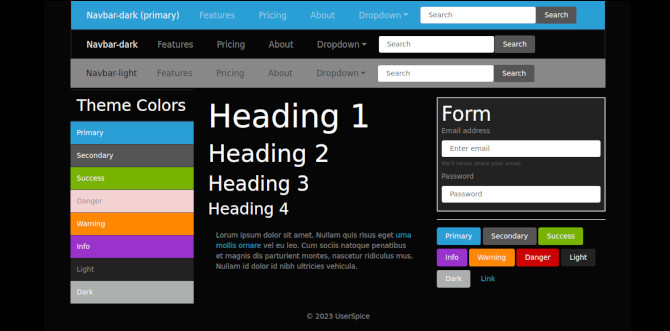 Navbar-dark (primary) Features Pricing About Dropdown Search Search
Navbar-dark Features Pricing About Dropdown Search Search
Navbar-light Features Pricing About Dropdown Search Search
Theme Colors
Primary
Secondary
Success
Danger
Warning
Info
Light
Dark
Heading 1
Heading 2
Heading 3
Heading 4
Lorum ipsum dolor sit amet. Nullam quis risus eget urna
mollis ornare vel eu leo. Cum sociis natoque penatibus
et magnis dis parturient montes, nascetur ridiculus mus.
Nullam id dolor id nibh ultricies vehicula.
Form
Email address
Enter email
We'll never share your email.
Password
Password
Primary Secondary Success
Info Warning Danger Light
Dark Link
© 2023 UserSpice